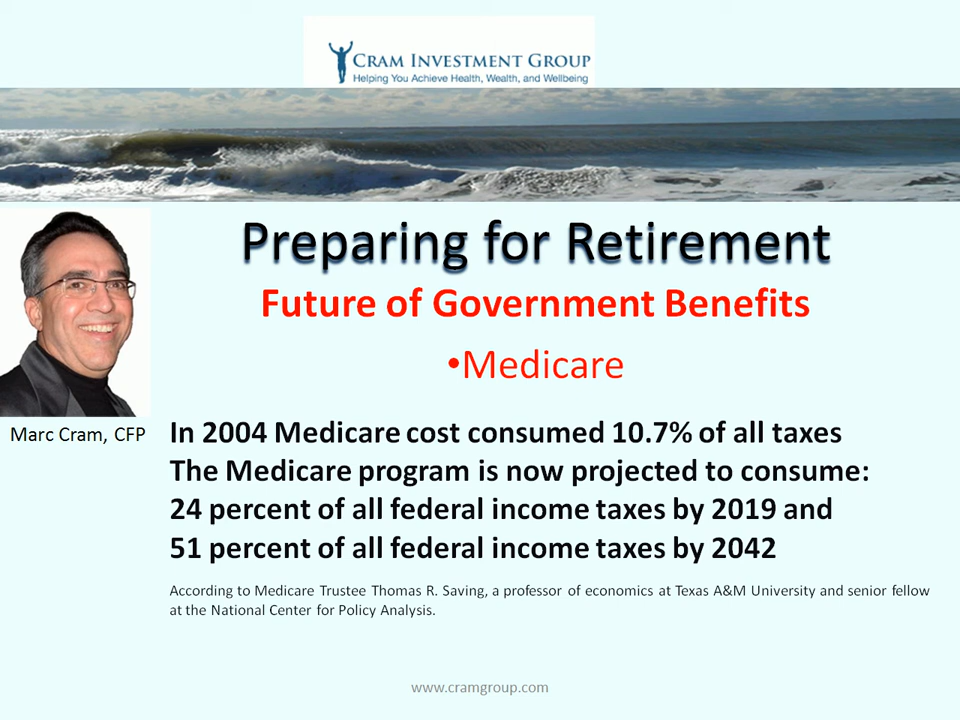 CRAM INVESTMENT GROUP
Helping You Achieve Health, Wealth, and Wellbeing
Preparing for Retirement
Future of Government Benefits
•Medicare
Marc Cram, CFP
In 2004 Medicare cost consumed 10.7% of all taxes
The Medicare program is now projected to consume:
24 percent of all federal income taxes by 2019 and
51 percent of all federal income taxes by 2042
According to Medicare Trustee Thomas R. Saving, a professor of economics at Texas A&M University and senior fellow
at the National Center for Policy Analysis.
www.cramgroup.com